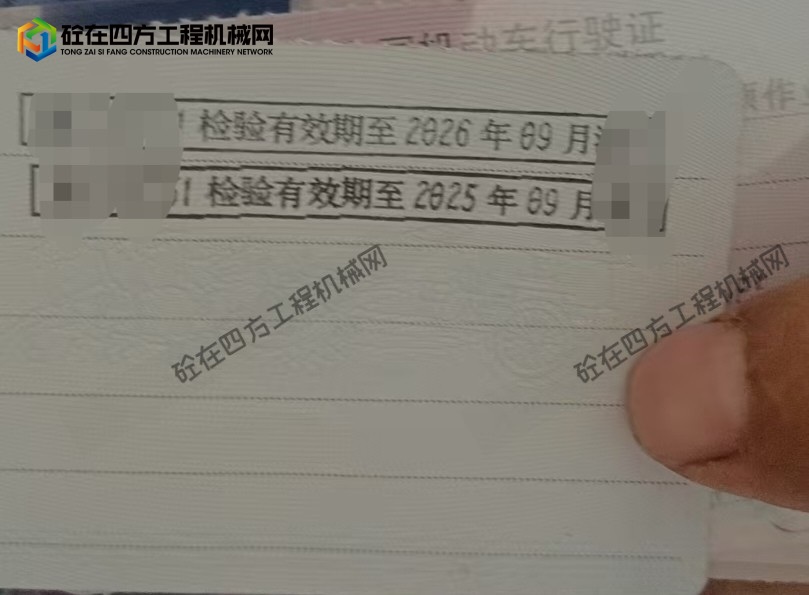 砼在四方工程机械网
TONG ZAI SI FANG CONSTRUCTION MACHINERY NETWORK
机动车行驶证
1 检验有效期至 2026 年 09 月
61 检验有效期至 2025 年 09 月
砼在四方工程机械网
砼在四方工程机械网